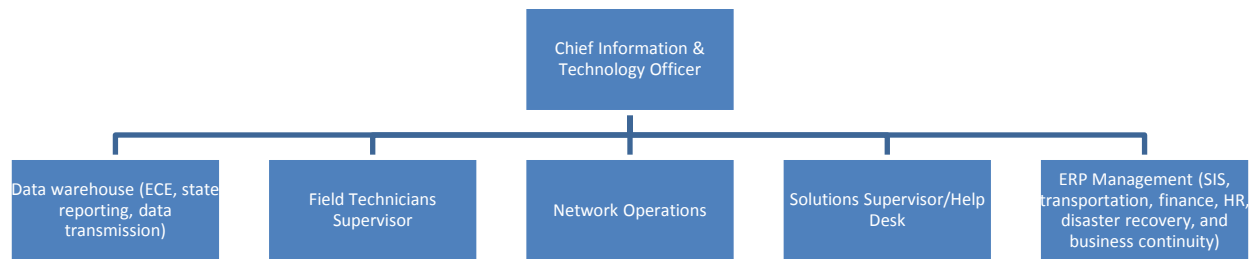 Chief Information &
Technology Officer
Data warehouse (ECE, state
reporting, data
transmission)
Field Technicians
Supervisor
Network Operations
Solutions Supervisor/Help
Desk
ERP Management (SIS,
transportation, finance, HR,
disaster recovery, and
business continuity)